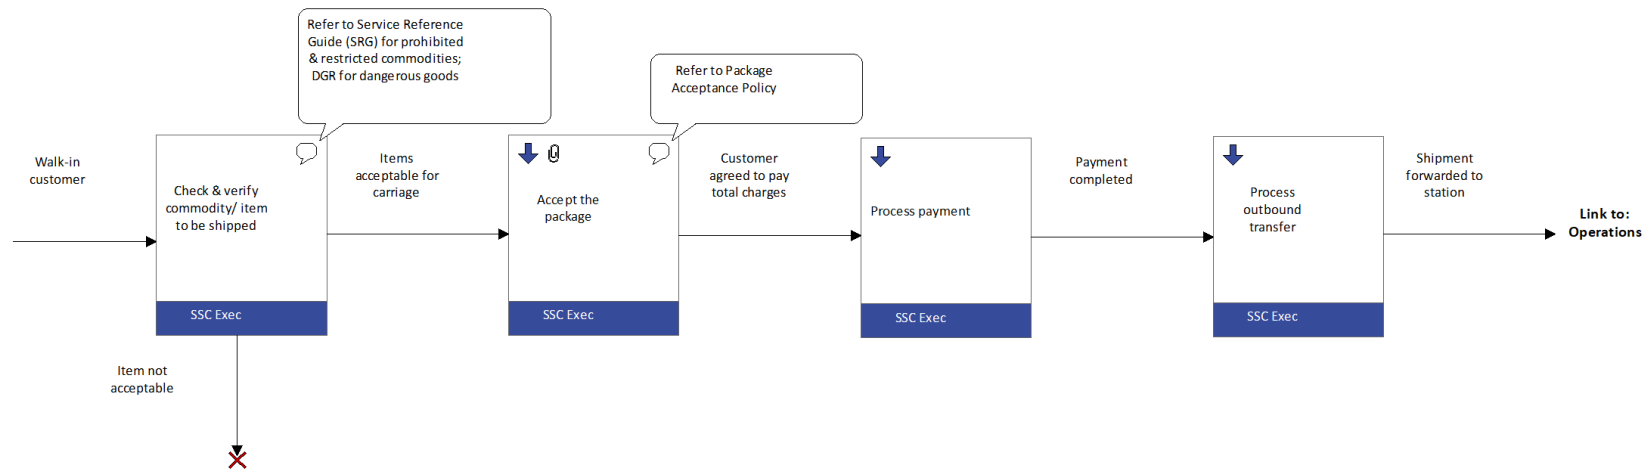 Refer to Service Reference
Guide (SRG) for prohibited
& restricted commodities;
DGR for dangerous goods
Refer to Package
Acceptance Policy
Walk-in
customer
Check & verify
commodity/ item
to be shipped
SSC Exec
Items
acceptable for
carriage
Accept the
package
SSC Exec
Customer
agreed to pay
total charges
Process payment
SSC Exec
Payment
completed
Process
outbound
transfer
SSC Exec
Shipment
forwarded to
station
Link to:
Operations
Item not
acceptable